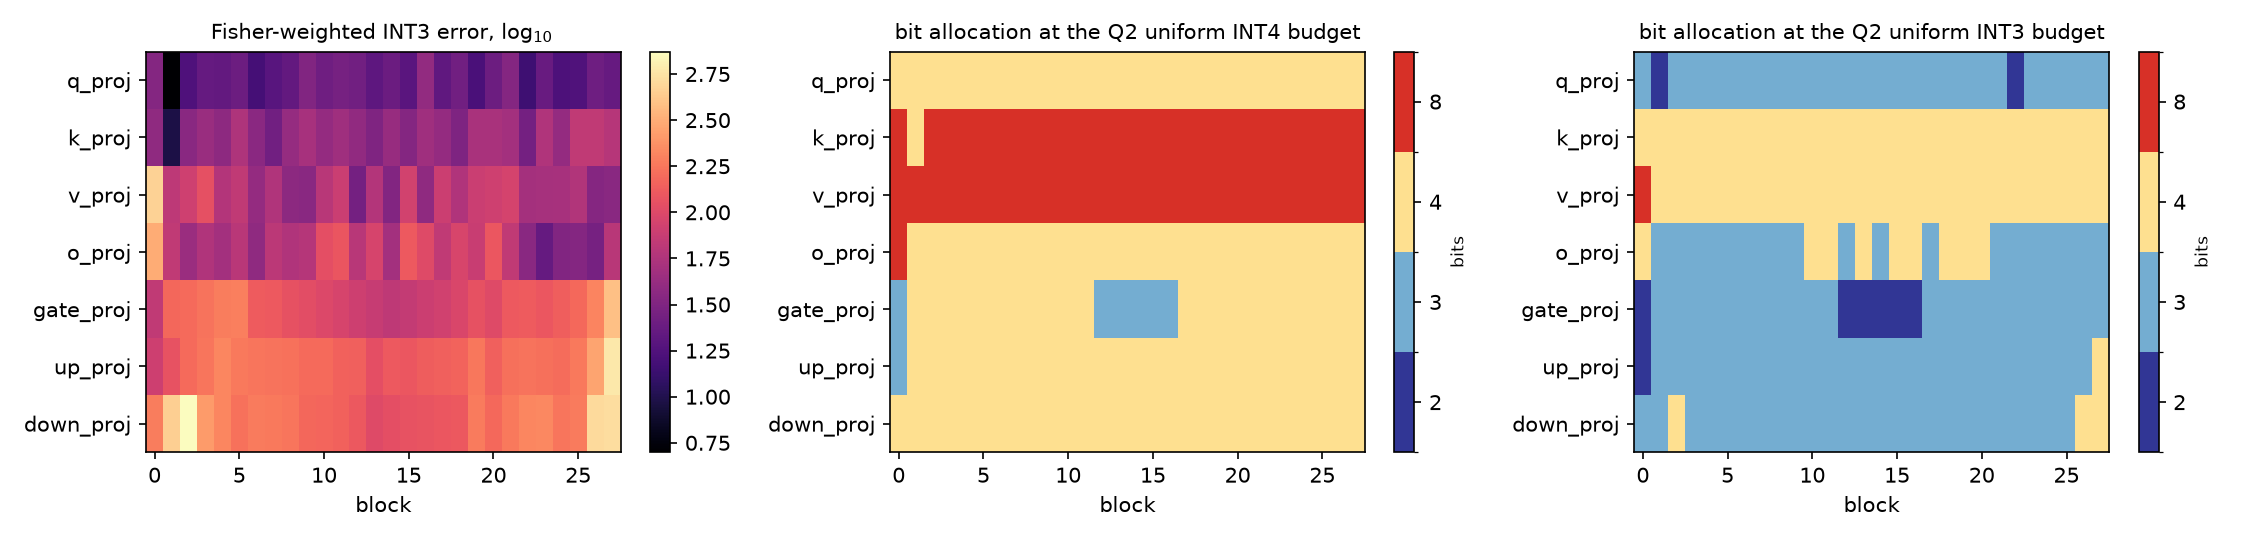 Fisher-weighted INT3 error, log₁₀
q_proj
k_proj
v_proj
o_proj
gate_proj
up_proj
down_proj
0 5 10 15 20 25
block
2.75
2.50
2.25
2.00
1.75
1.50
1.25
1.00
0.75
bit allocation at the Q2 uniform INT4 budget
q_proj
k_proj
v_proj
o_proj
gate_proj
up_proj
down_proj
0 5 10 15 20 25
block
8
4
3
2
bits
bit allocation at the Q2 uniform INT3 budget
q_proj
k_proj
v_proj
o_proj
gate_proj
up_proj
down_proj
0 5 10 15 20 25
block
8
4
3
2
bits